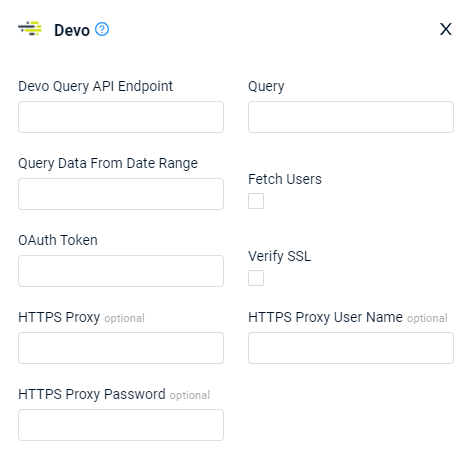 Devo ?
X
Devo Query API Endpoint
Query
Query Data From Date Range
Fetch Users
OAuth Token
Verify SSL
HTTPS Proxy optional
HTTPS Proxy User Name optional
HTTPS Proxy Password optional